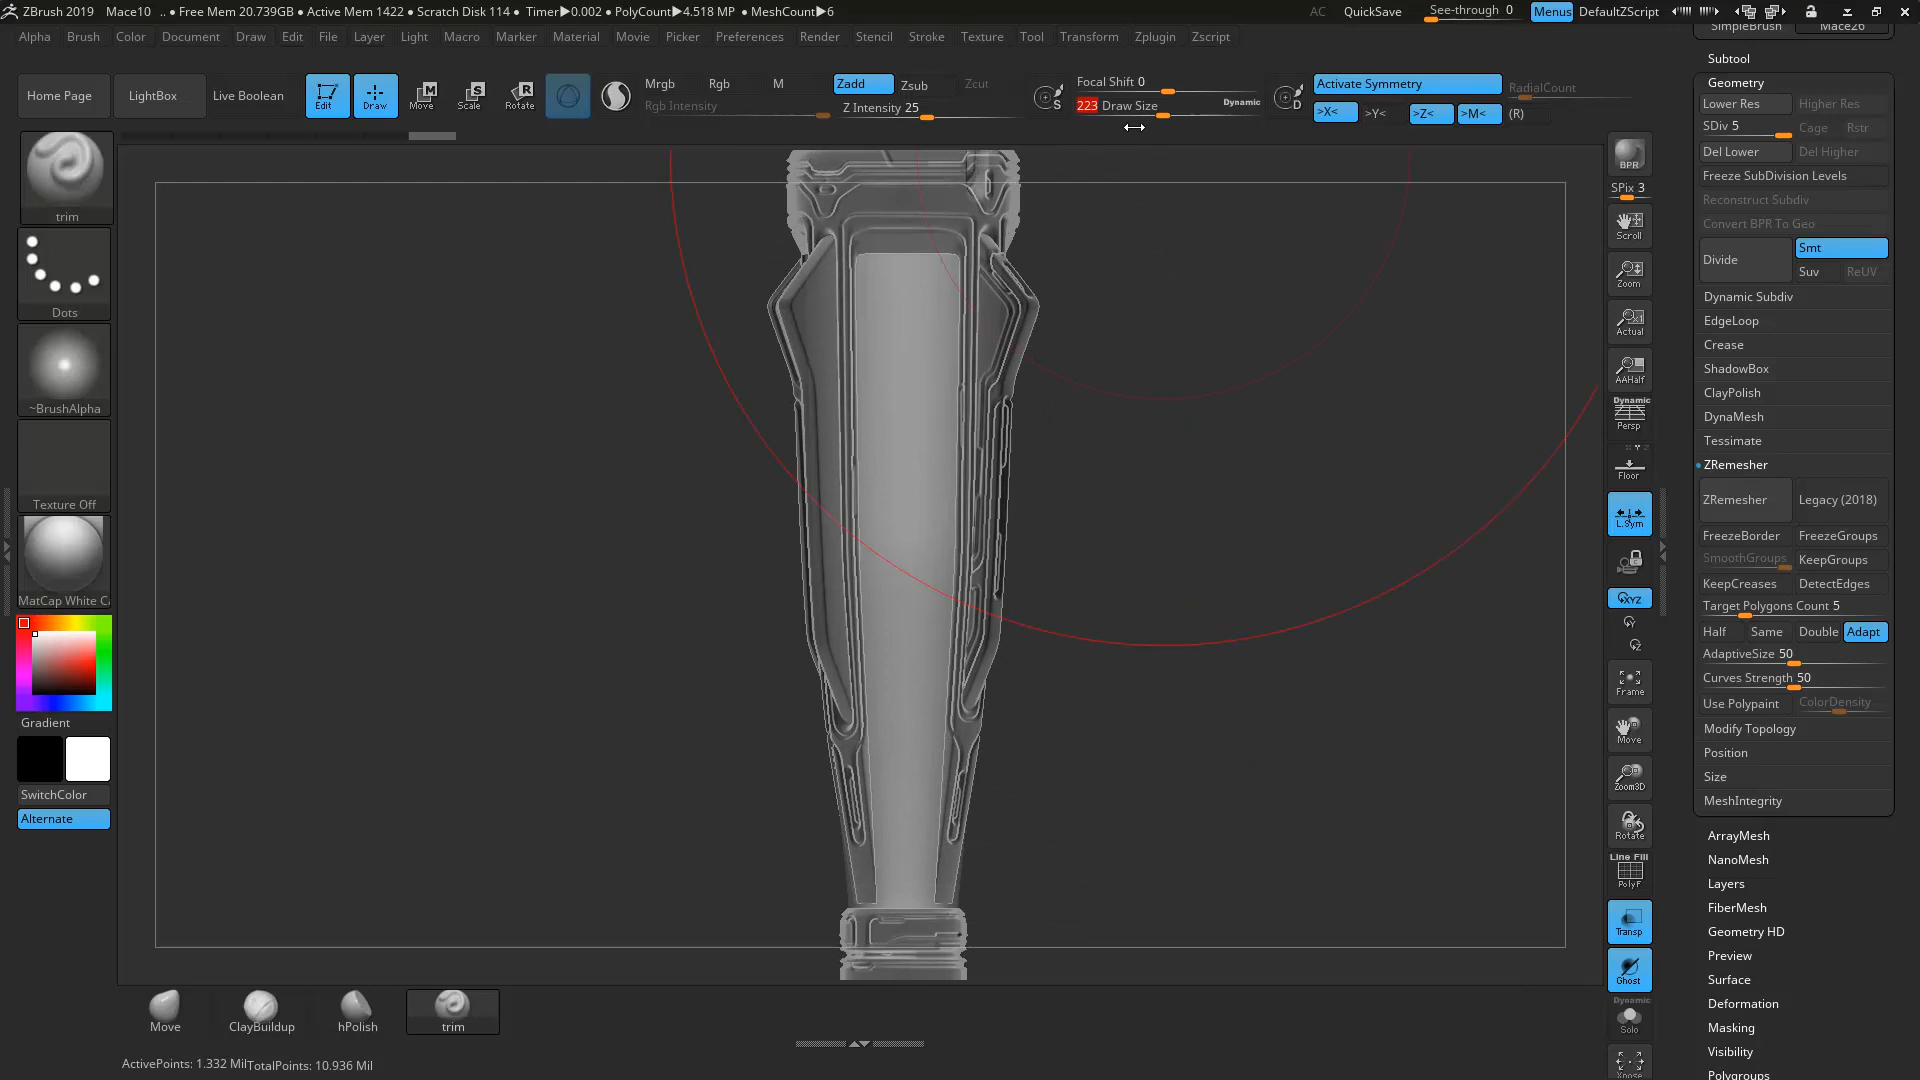 ZBrush 2019 Mace10 .. • Free Mem 20.739GB • Active Mem 1422 • Scratch Disk 114 • Timer▶0.002 • PolyCount▶4.518 MP • MeshCount▶6 AC QuickSave See-through 0 Menus DefaultZScript
Alpha Brush Color Document Draw Edit File Layer Light Macro Marker Material Movie Picker Preferences Render Stencil Stroke Texture Tool Transform Zplugin Zscript
SimpleBrush Mace26
Subtool
Geometry
Lower Res Higher Res
SDiv 5 Cage Rstr
Del Lower Del Higher
Freeze SubDivision Levels
Reconstruct Subdiv
Convert BPR To Geo
Divide Smt
Suv ReUV
Dynamic Subdiv
EdgeLoop
Crease
ShadowBox
ClayPolish
DynaMesh
Tessimate
ZRemesher
ZRemesher Legacy (2018)
FreezeBorder FreezeGroups
SmoothGroups KeepGroups
KeepCreases DetectEdges
Target Polygons Count 5
Half Same Double Adapt
AdaptiveSize 50
Curves Strength 50
Use Polypaint ColorDensity
Modify Topology
Position
Size
MeshIntegrity
ArrayMesh
NanoMesh
Layers
FiberMesh
Geometry HD
Preview
Surface
Deformation
Masking
Visibility
Polygroups
Home Page LightBox Live Boolean Edit Draw Move Scale Rotate
M S R
Mrgb Rgb M Zadd Zsub Zcut
Rgb Intensity Z Intensity 25
S Focal Shift 0
223 Draw Size Dynamic
D Activate Symmetry RadialCount
>X< >Y< >Z< >M< (R)
trim
Dots
~BrushAlpha
Texture Off
MatCap White C
Gradient
SwitchColor
Alternate
BPR
SPix 3
Scroll
Zoom
Actual
AAHalf
Dynamic
Persp
Floor
L.Sym
XYZ
Y
Z
Frame
Move
Zoom3D
Rotate
Line Fill
PolyF
Transp
Ghost
Dynamic
Solo
Xpose
Move ClayBuildup hPolish trim
ActivePoints: 1.332 Mil TotalPoints: 10.936 Mil